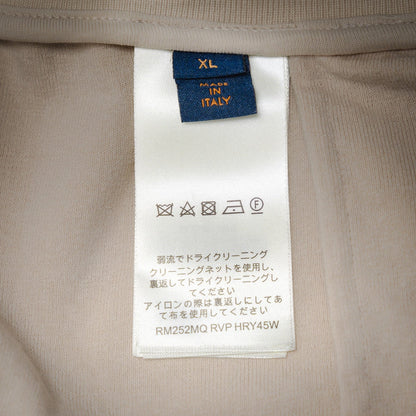 XL
MADE
IN
ITALY
弱流でドライクリーニング
クリーニングネットを使用し、
裏返してドライクリーニングし
てください
アイロンの際は裏返しにしてあ
て布を使用してください
RM252MQ RVP HRY45W